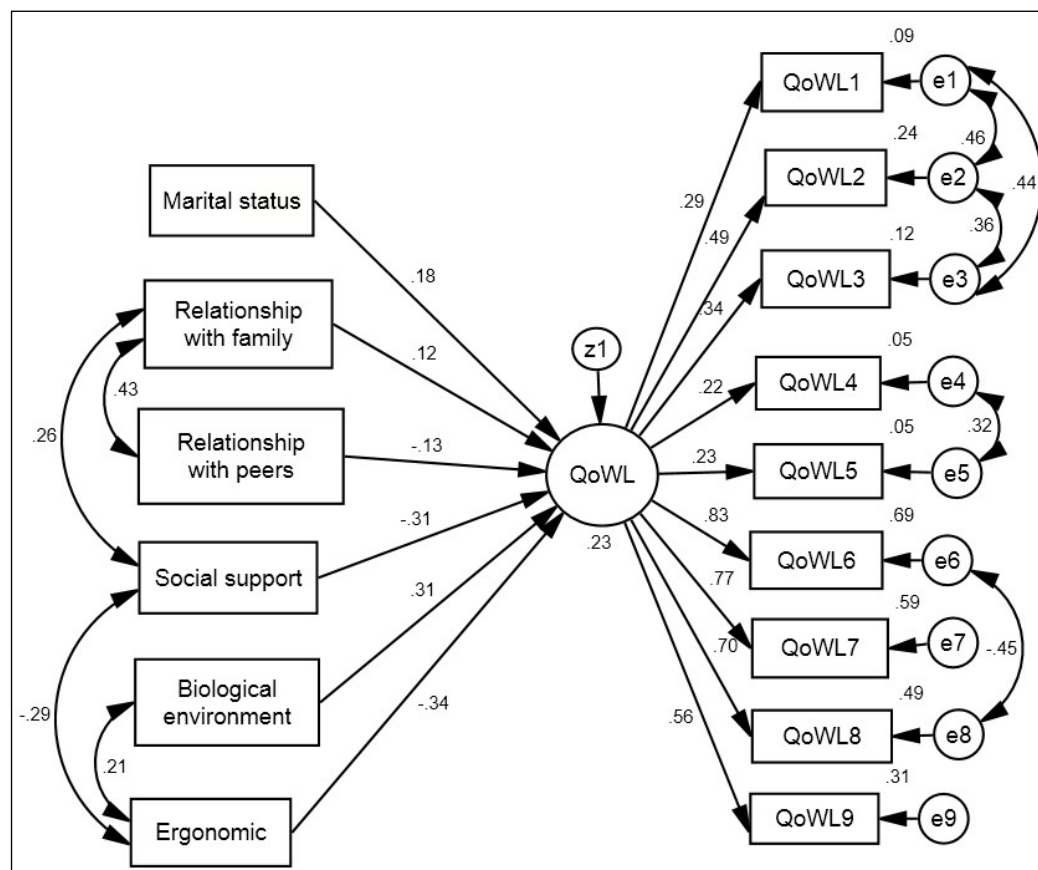 .09
QoWL1
e1
.24
.46
QoWL2
e2
.44
Marital status
.29
.49
.12
.36
QoWL3
e3
.18
.34
Relationship
with family
z1
.05
.12
.22
QoWL4
e4
.43
.26
.05
.32
Relationship
with peers
-.13
QoWL
.23
QoWL5
e5
-.31
.83
.69
.23
QoWL6
e6
Social support
.77
.31
.59
QoWL7
e7
-.45
.70
Biological
environment
-.34
.49
-.29
.56
QoWL8
e8
.21
.31
Ergonomic
QoWL9
e9